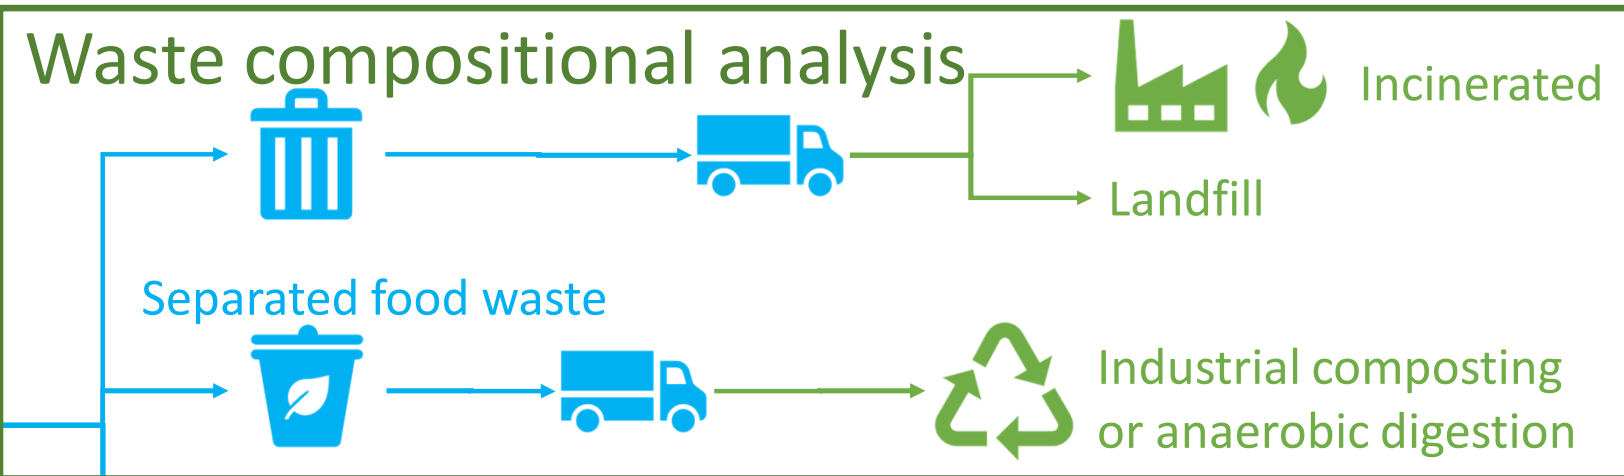 Waste compositional analysis
Incinerated
Landfill
Separated food waste
Industrial composting
or anaerobic digestion